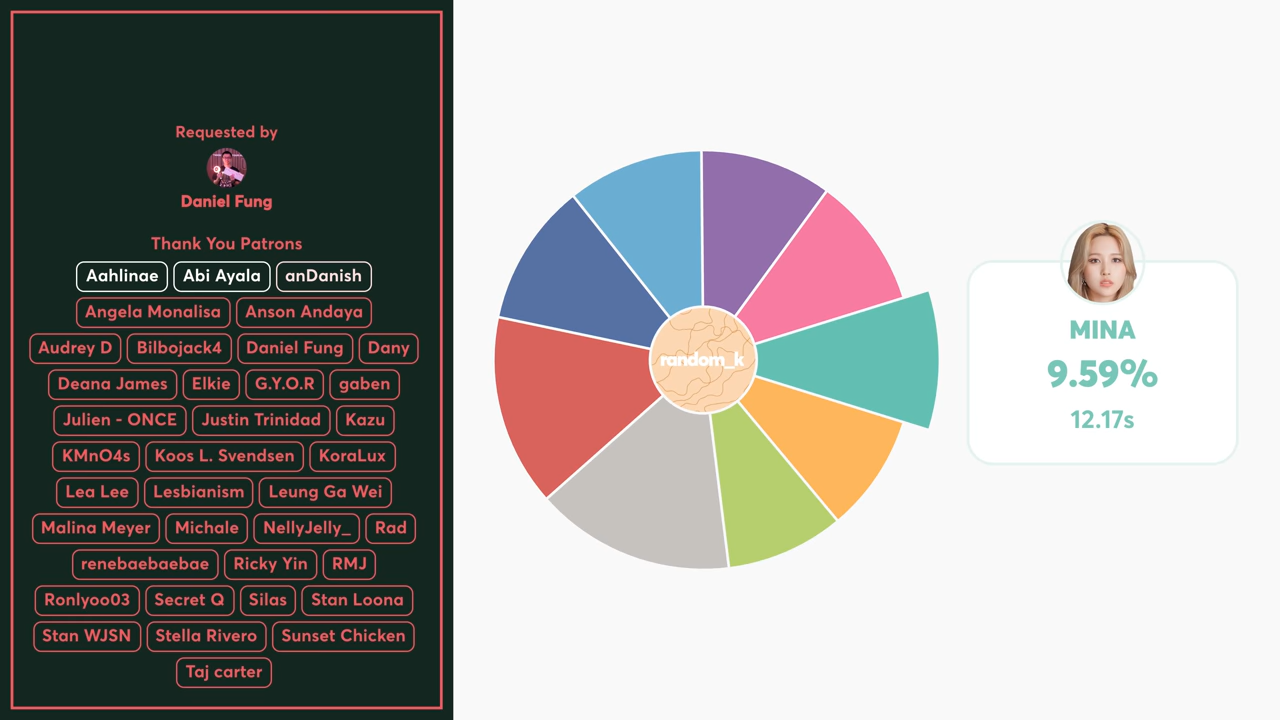 Requested by
Daniel Fung
Thank You Patrons
Aahlinae Abi Ayala anDanish
Angela Monalisa Anson Andaya
Audrey D Bilbojack4 Daniel Fung Dany
Deana James Elkie G.Y.O.R gaben
Julien - ONCE Justin Trinidad Kazu
KMnO4s Koos L. Svendsen KoraLux
Lea Lee Lesbianism Leung Ga Wei
Malina Meyer Michale NellyJelly_ Rad
renebaebaebae Ricky Yin RMJ
Ronlyoo03 Secret Q Silas Stan Loona
Stan WJSN Stella Rivero Sunset Chicken
Taj carter
random_k
MINA
9.59%
12.17s